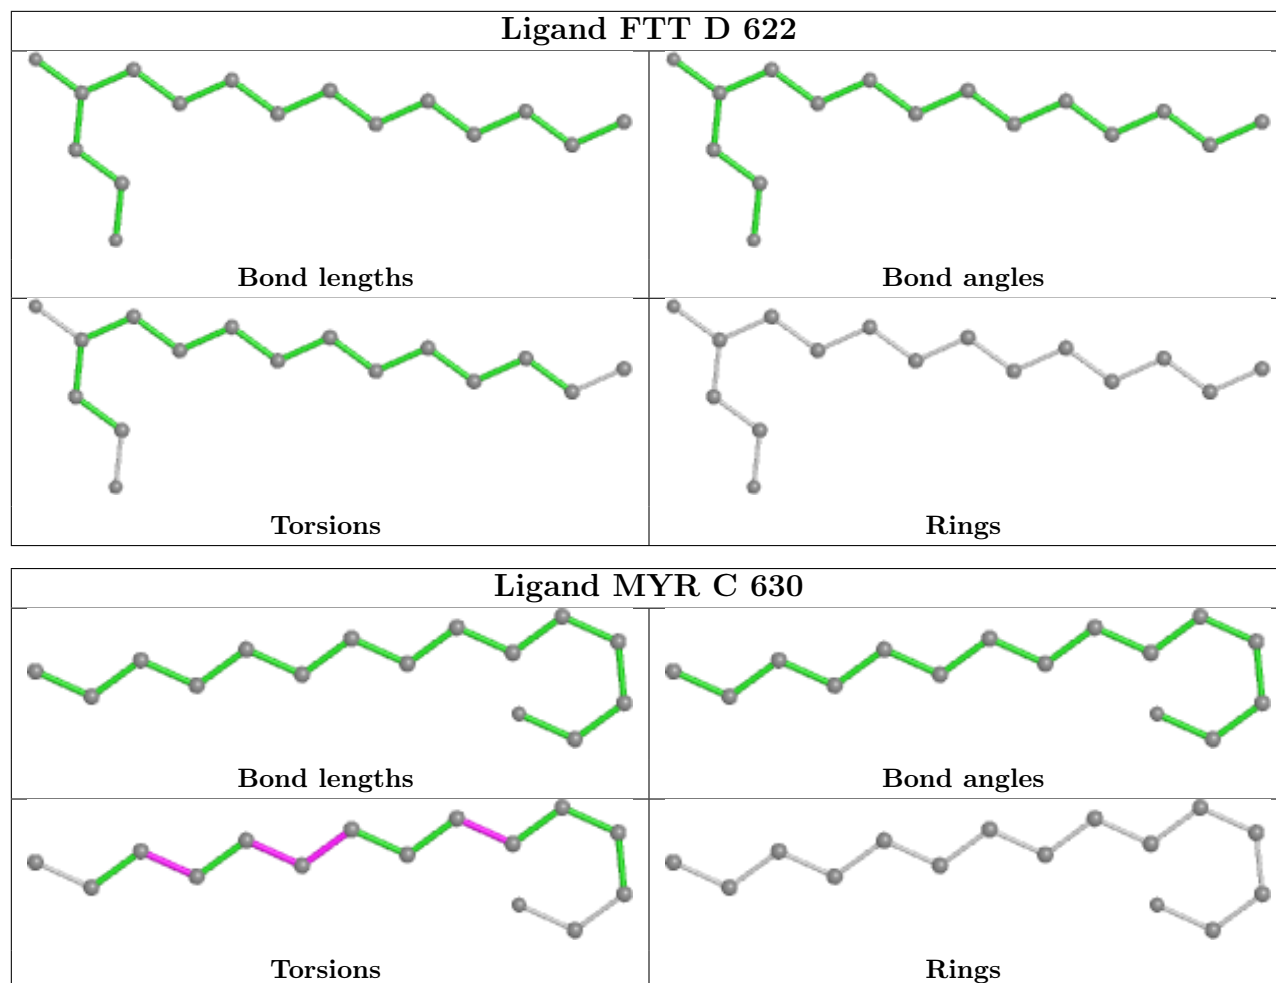 Ligand FTT D 622
Bond lengths
Bond angles
Torsions
Rings
Ligand MYR C 630
Bond lengths
Bond angles
Torsions
Rings